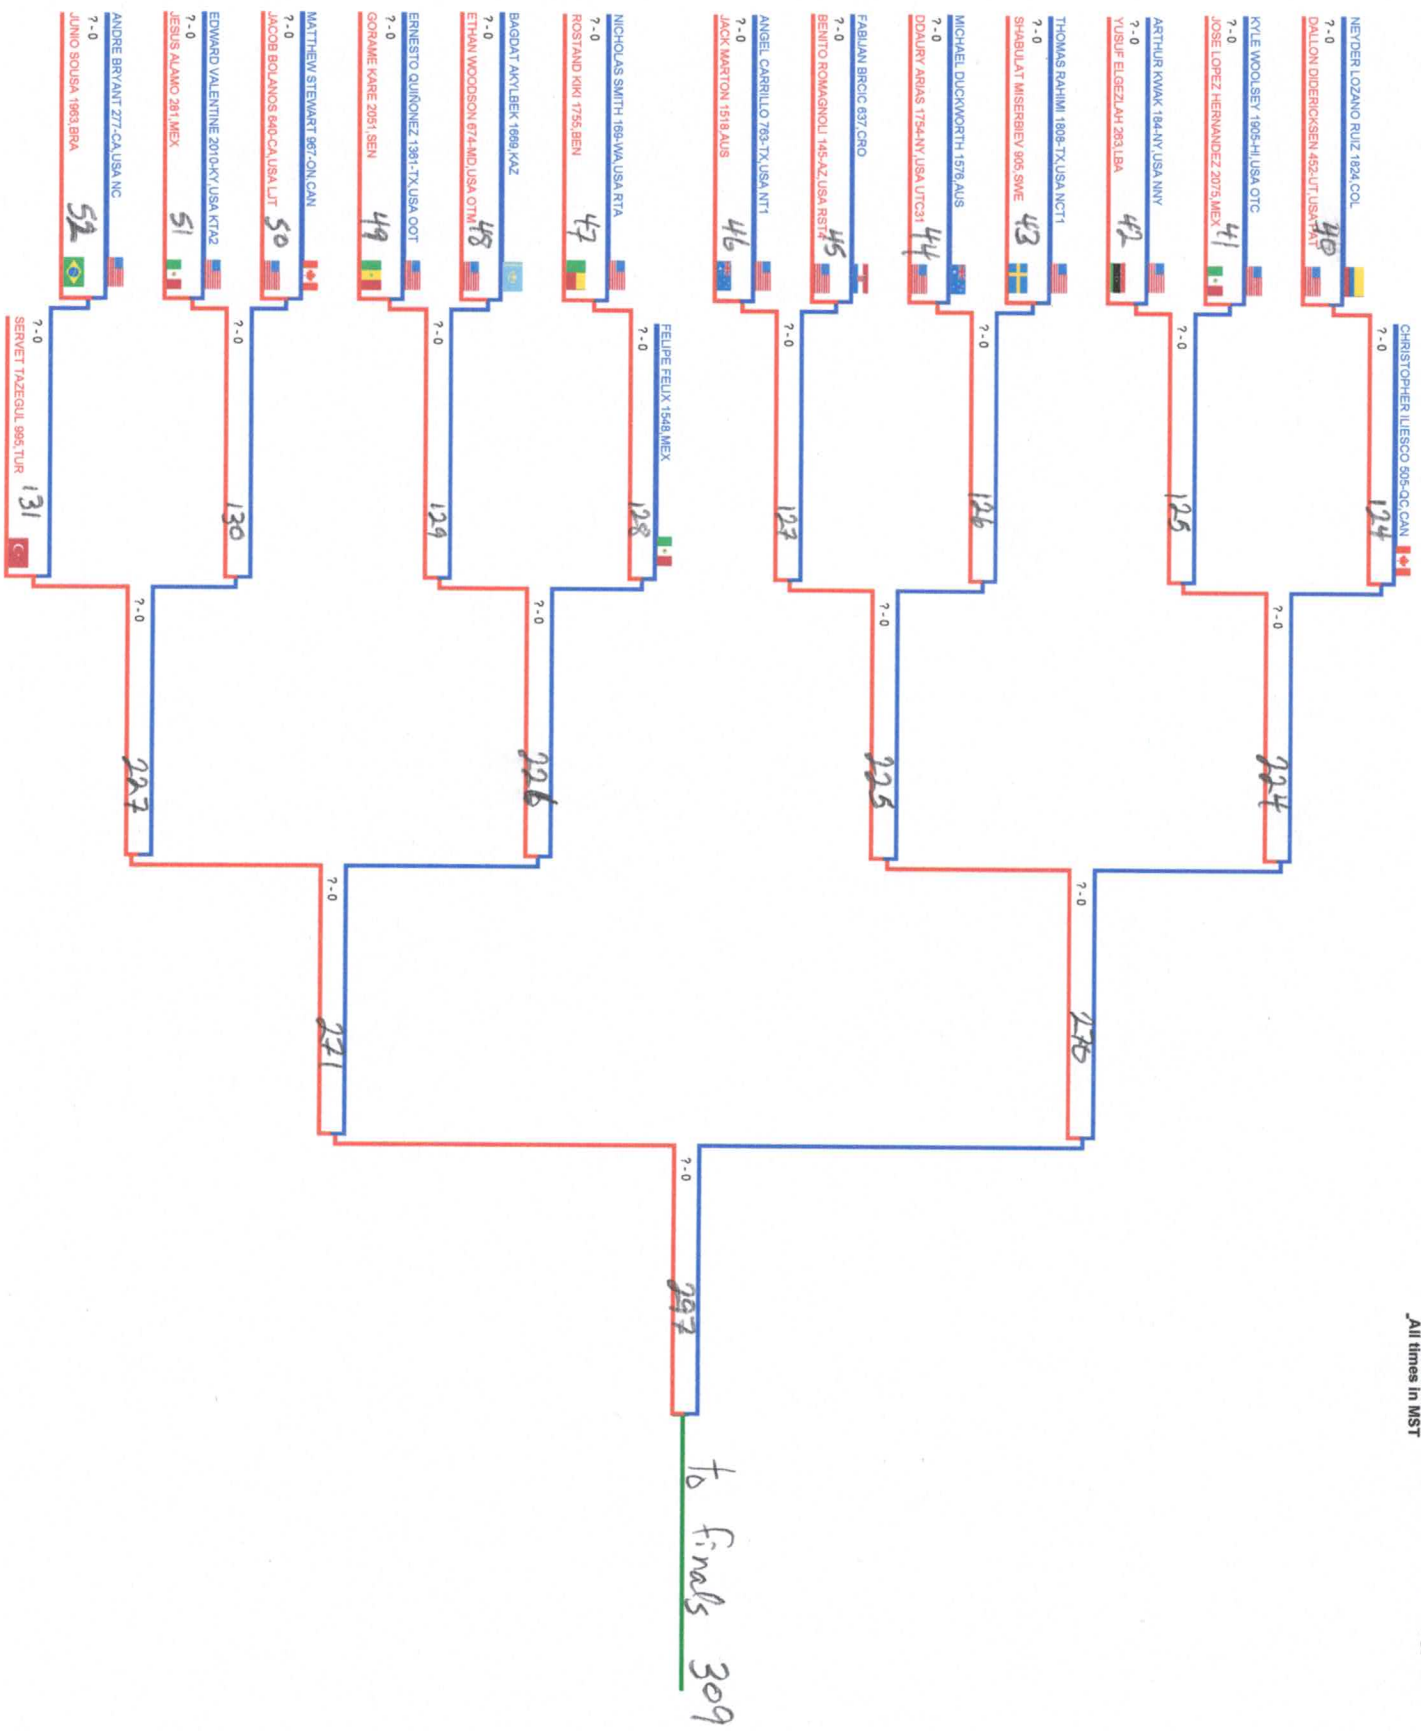 All times in MST
CHRISTOPHER ILIESCO 505-QC,CAN
? - 0
124
NEYDER LOZANO RUIZ 1824,COL
? - 0
40
DALLON DIDERICKSEN 452-UT,USA PAT
KYLE WOOLSEY 1905-HI,USA OTC
? - 0
41
JOSE LOPEZ HERNANDEZ 2075,MEX
? - 0
125
ARTHUR KWAK 184-NY,USA NNY
? - 0
42
YUSUF ELGEZLAH 263,LBA
THOMAS RAHIMI 1808-TX,USA NCT1
? - 0
43
SHABULAT MISERBIEV 905,SWE
? - 0
126
MICHAEL DUCKWORTH 1576,AUS
? - 0
44
DDAURY ARIAS 1754-NY,USA UTC31
FABIJAN BRCIC 637,CRO
? - 0
45
BENITO ROMAGNOLI 145-AZ,USA RST4
? - 0
127
ANGEL CARRILLO 763-TX,USA NT1
? - 0
46
JACK MARTON 1518,AUS
FELIPE FELIX 1548,MEX
? - 0
128
NICHOLAS SMITH 169-WA,USA RTA
? - 0
47
ROSTAND KIKI 1755,BEN
BAGDAT AKYLBEK 1669,KAZ
? - 0
48
ETHAN WOODSON 674-MD,USA OTM
? - 0
129
ERNESTO QUIÑONEZ 1361-TX,USA OOT
? - 0
49
GORAME KARE 2051,SEN
MATTHEW STEWART 967-ON,CAN
? - 0
50
JACOB BOLANOS 640-CA,USA LJT
? - 0
130
EDWARD VALENTINE 2010-KY,USA KTA2
? - 0
51
JESUS ALAMO 281,MEX
ANDRE BRYANT 277-CA,USA NC
? - 0
52
JUNIO SOUSA 1963,BRA
? - 0
131
SERVET TAZEGUL 995,TUR
? - 0
224
? - 0
225
? - 0
226
? - 0
227
? - 0
270
? - 0
271
? - 0
297
to finals 309